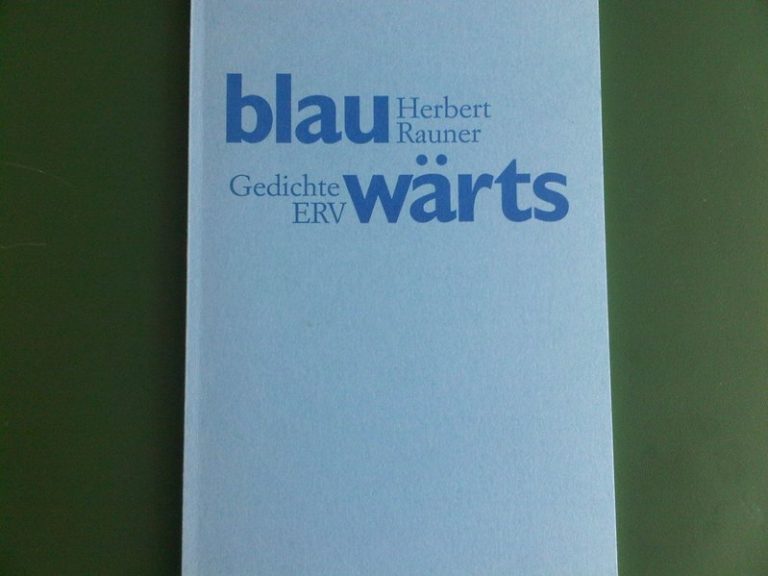 blau Herbert
Rauner
Gedichte wärts
ERV